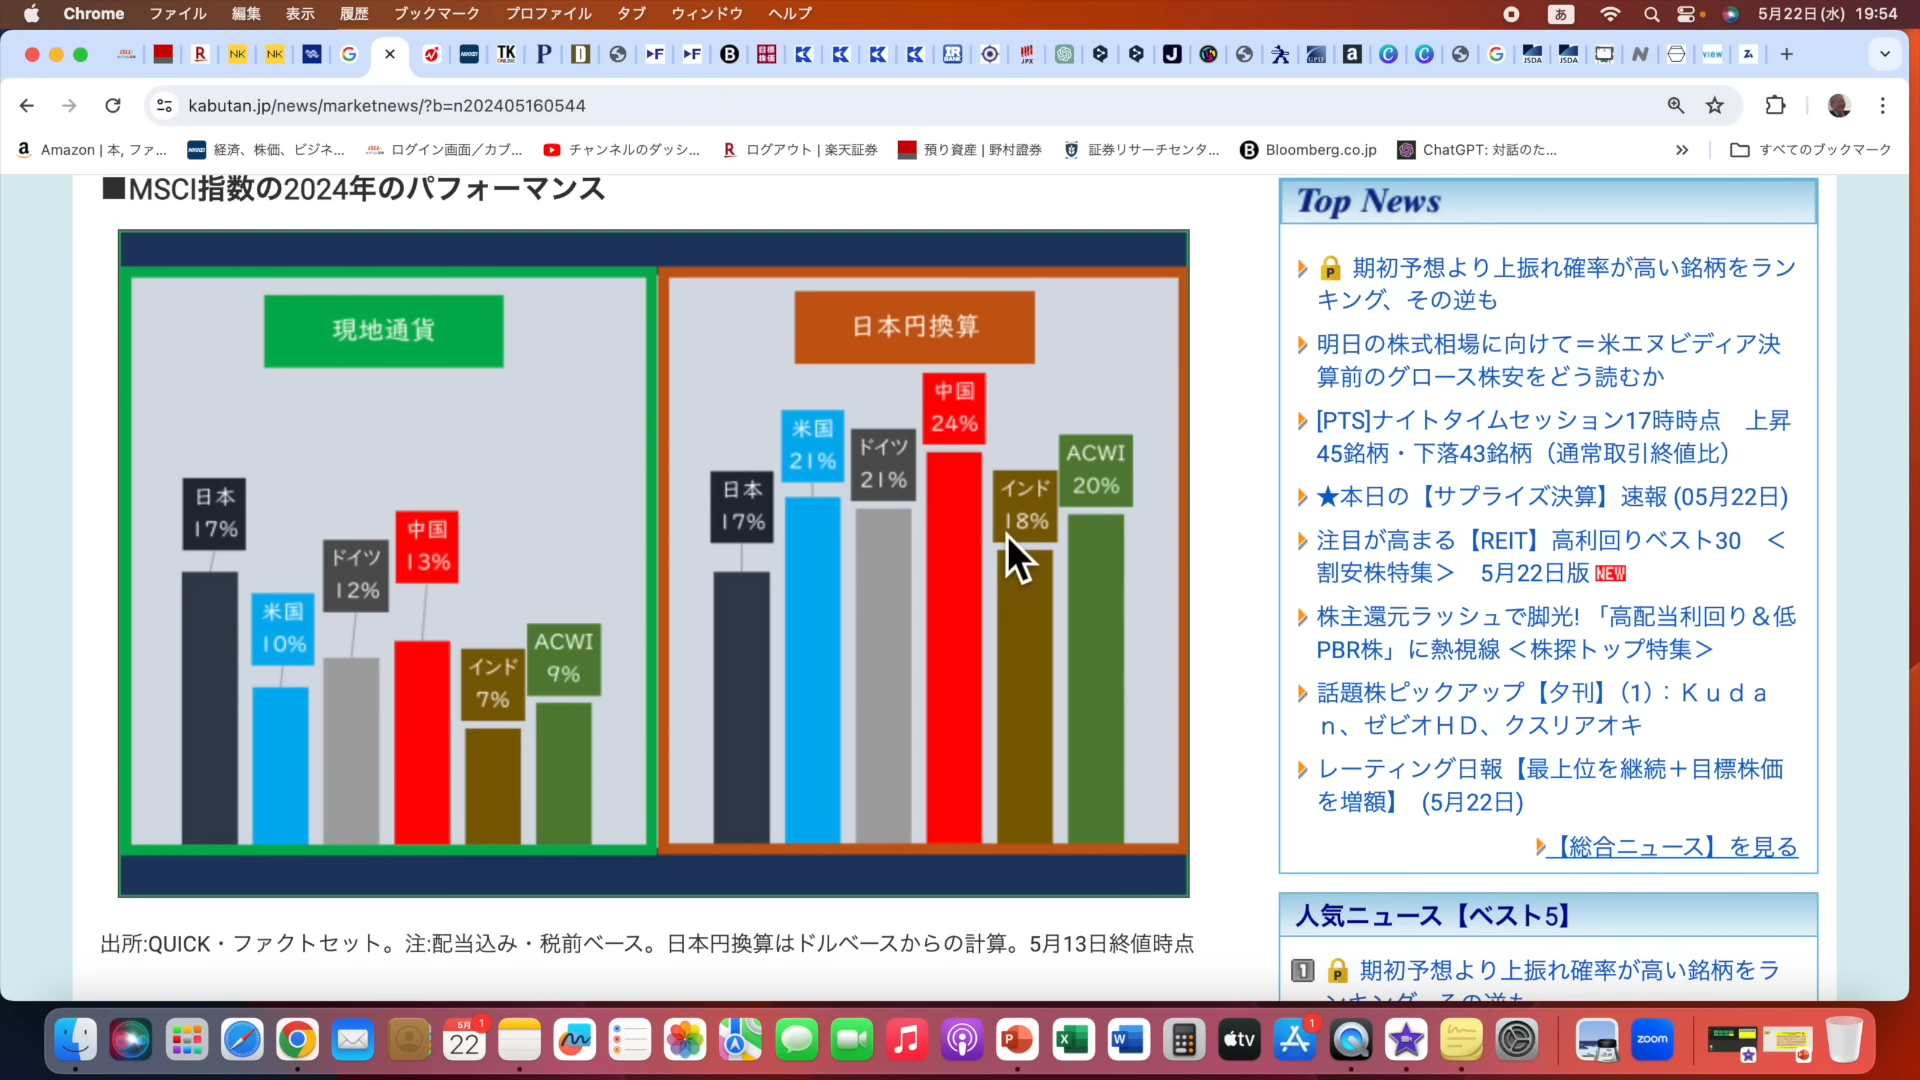 Chrome ファイル 編集 表示 履歴 ブックマーク プロファイル タブ ウィンドウ ヘルプ あ 5月22日(水) 19:54
kabutan.jp/news/marketnews/?b=n202405160544
Amazon | 本, ファ... 経済、株価、ビジネ... ログイン画面／カブ... チャンネルのダッシ... ログアウト | 楽天証券 預り資産 | 野村證券 証券リサーチセンタ... Bloomberg.co.jp ChatGPT: 対話のた... すべてのブックマーク
■MSCI指数の2024年のパフォーマンス
現地通貨
日本
17%
米国
10%
ドイツ
12%
中国
13%
インド
7%
ACWI
9%
日本円換算
日本
17%
米国
21%
ドイツ
21%
中国
24%
インド
18%
ACWI
20%
出所:QUICK・ファクトセット。注:配当込み・税前ベース。日本円換算はドルベースからの計算。5月13日終値時点
Top News
期初予想より上振れ確率が高い銘柄をラン
キング、その逆も
明日の株式相場に向けて＝米エヌビディア決
算前のグロース株安をどう読むか
[PTS]ナイトタイムセッション17時時点　上昇
45銘柄・下落43銘柄（通常取引終値比）
★本日の【サプライズ決算】速報 (05月22日)
注目が高まる【REIT】高利回りベスト30　＜
割安株特集＞　5月22日版 NEW
株主還元ラッシュで脚光! 「高配当利回り＆低
PBR株」に熱視線 ＜株探トップ特集＞
話題株ピックアップ【夕刊】（1）：Ｋｕｄａ
ｎ、ゼビオＨＤ、クスリアオキ
レーティング日報【最上位を継続＋目標株価
を増額】 (5月22日)
【総合ニュース】を見る
人気ニュース【ベスト5】
1 期初予想より上振れ確率が高い銘柄をラ
5月 1
22
1
tv
zoom